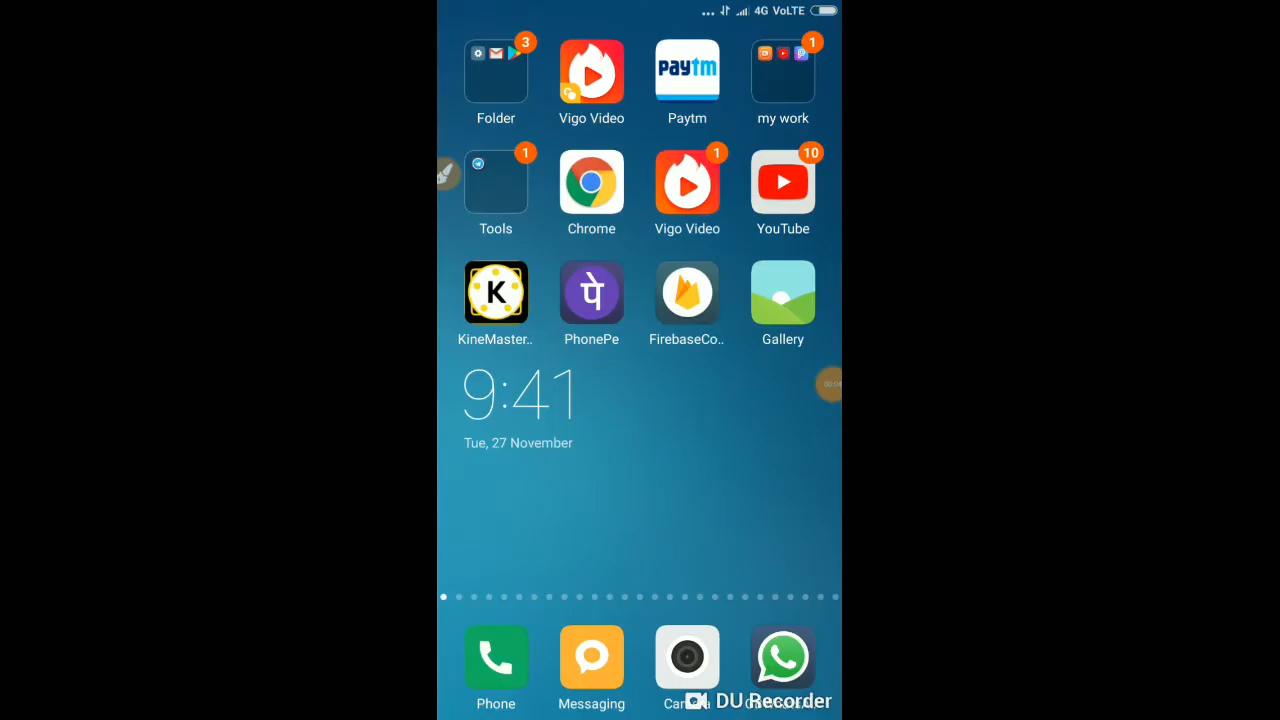 4G VoLTE
3
1
paytm
Folder
Vigo Video
Paytm
my work
1
1
10
Tools
Chrome
Vigo Video
YouTube
K
पे
KineMaster..
PhonePe
FirebaseCo..
Gallery
9:41
Tue, 27 November
Phone
Messaging
DU Recorder